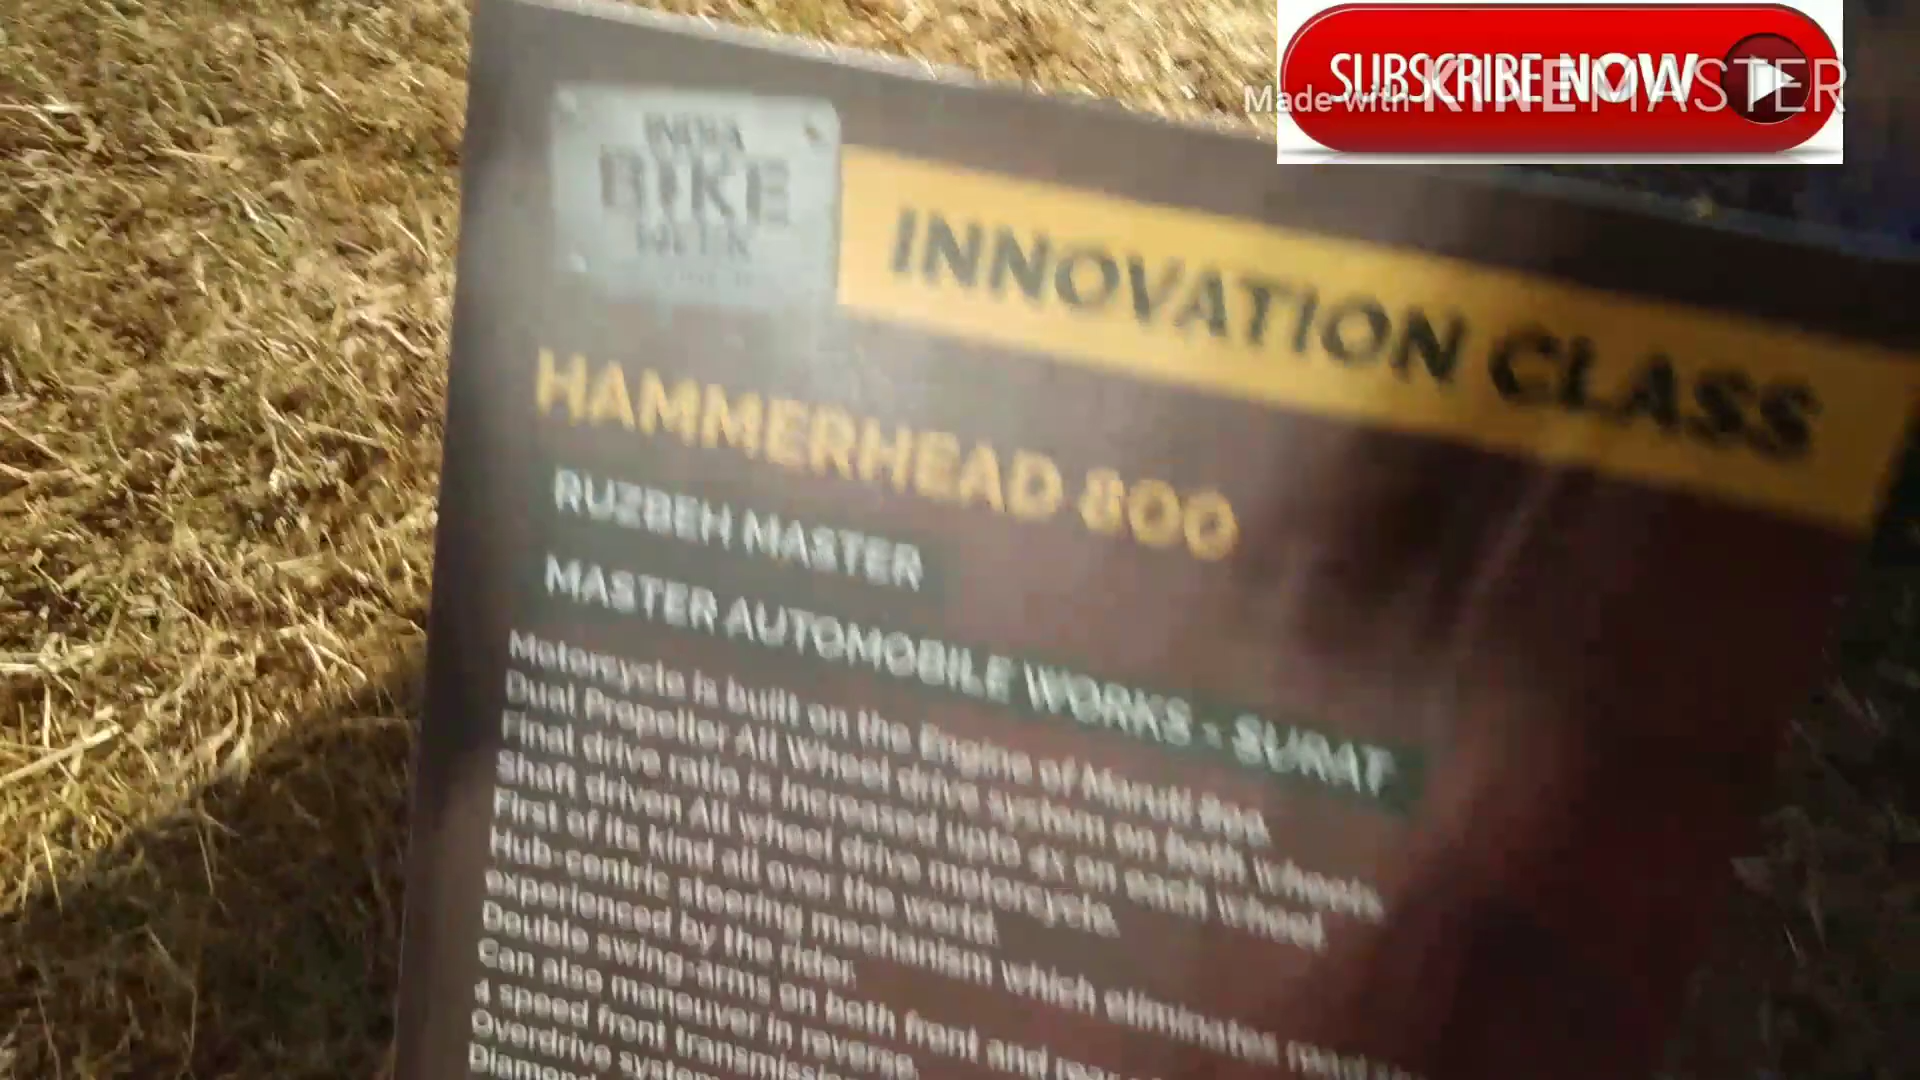 SUBSCRIBE NOW
Made with KINEMASTER
INDIA
BIKE
WEEK
INNOVATION CLASS
HAMMERHEAD 800
RUZBEH MASTER
MASTER AUTOMOBILE WORKS - SURAT
Motorcycle is built on the Engine of Maruti 800.
Dual Propeller All Wheel drive system on both wheels
Final drive ratio is increased upto 4x on each wheel.
Shaft driven All wheel drive motorcycle.
First of its kind all over the world.
Hub-centric steering mechanism which eliminates
experienced by the rider.
Double swing-arms on both front and rear
Can also maneuver in reverse.
4 speed front
Overdrive system